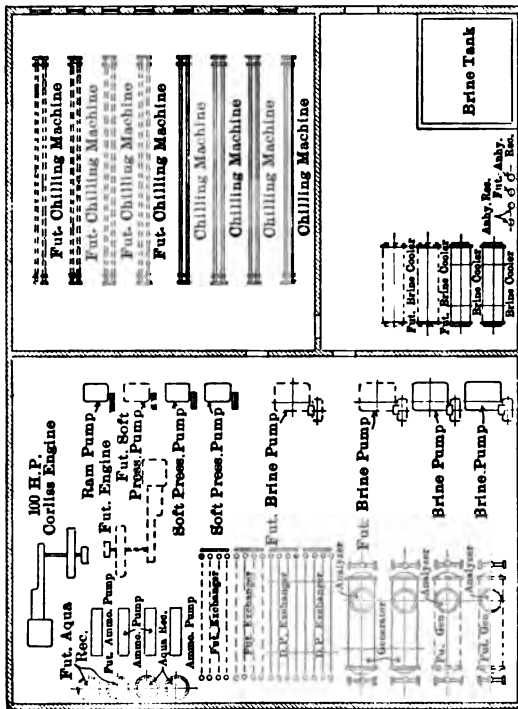 Fut. Chilling Machine
Fut. Chilling Machine
Fut. Chilling Machine
Fut. Chilling Machine
Chilling Machine
Chilling Machine
Chilling Machine
Chilling Machine
Brine Tank
Anhy. Rec.
Fut. Anhy.
Rec.
Fut. Brine Cooler
Fut. Brine Cooler
Brine Cooler
Brine Cooler
100 H.P.
Corliss Engine
Ram Pump
Fut. Engine
Fut. Soft
Press. Pump
Soft Press. Pump
Soft Press. Pump
Fut. Brine Pump
Fut. Brine Pump
Brine Pump
Brine Pump
Fut. Aqua
Rec.
Fut. Ammo. Pump
Ammo. Pump
Aqua Rec.
Ammo. Pump
Fut. Exchanger
Fut. Exchanger
D.P. Exchanger
D.P. Exchanger
Analyzer
Generator
Analyzer
Fu. Gen
Fut. Gen.